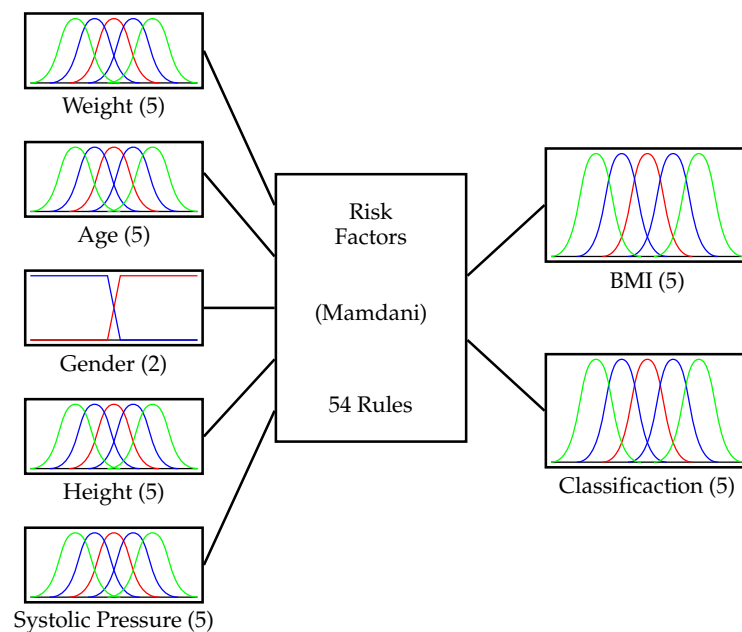 Weight (5)
Age (5)
Gender (2)
Height (5)
Systolic Pressure (5)
Risk
Factors
(Mamdani)
54 Rules
BMI (5)
Classificaction (5)